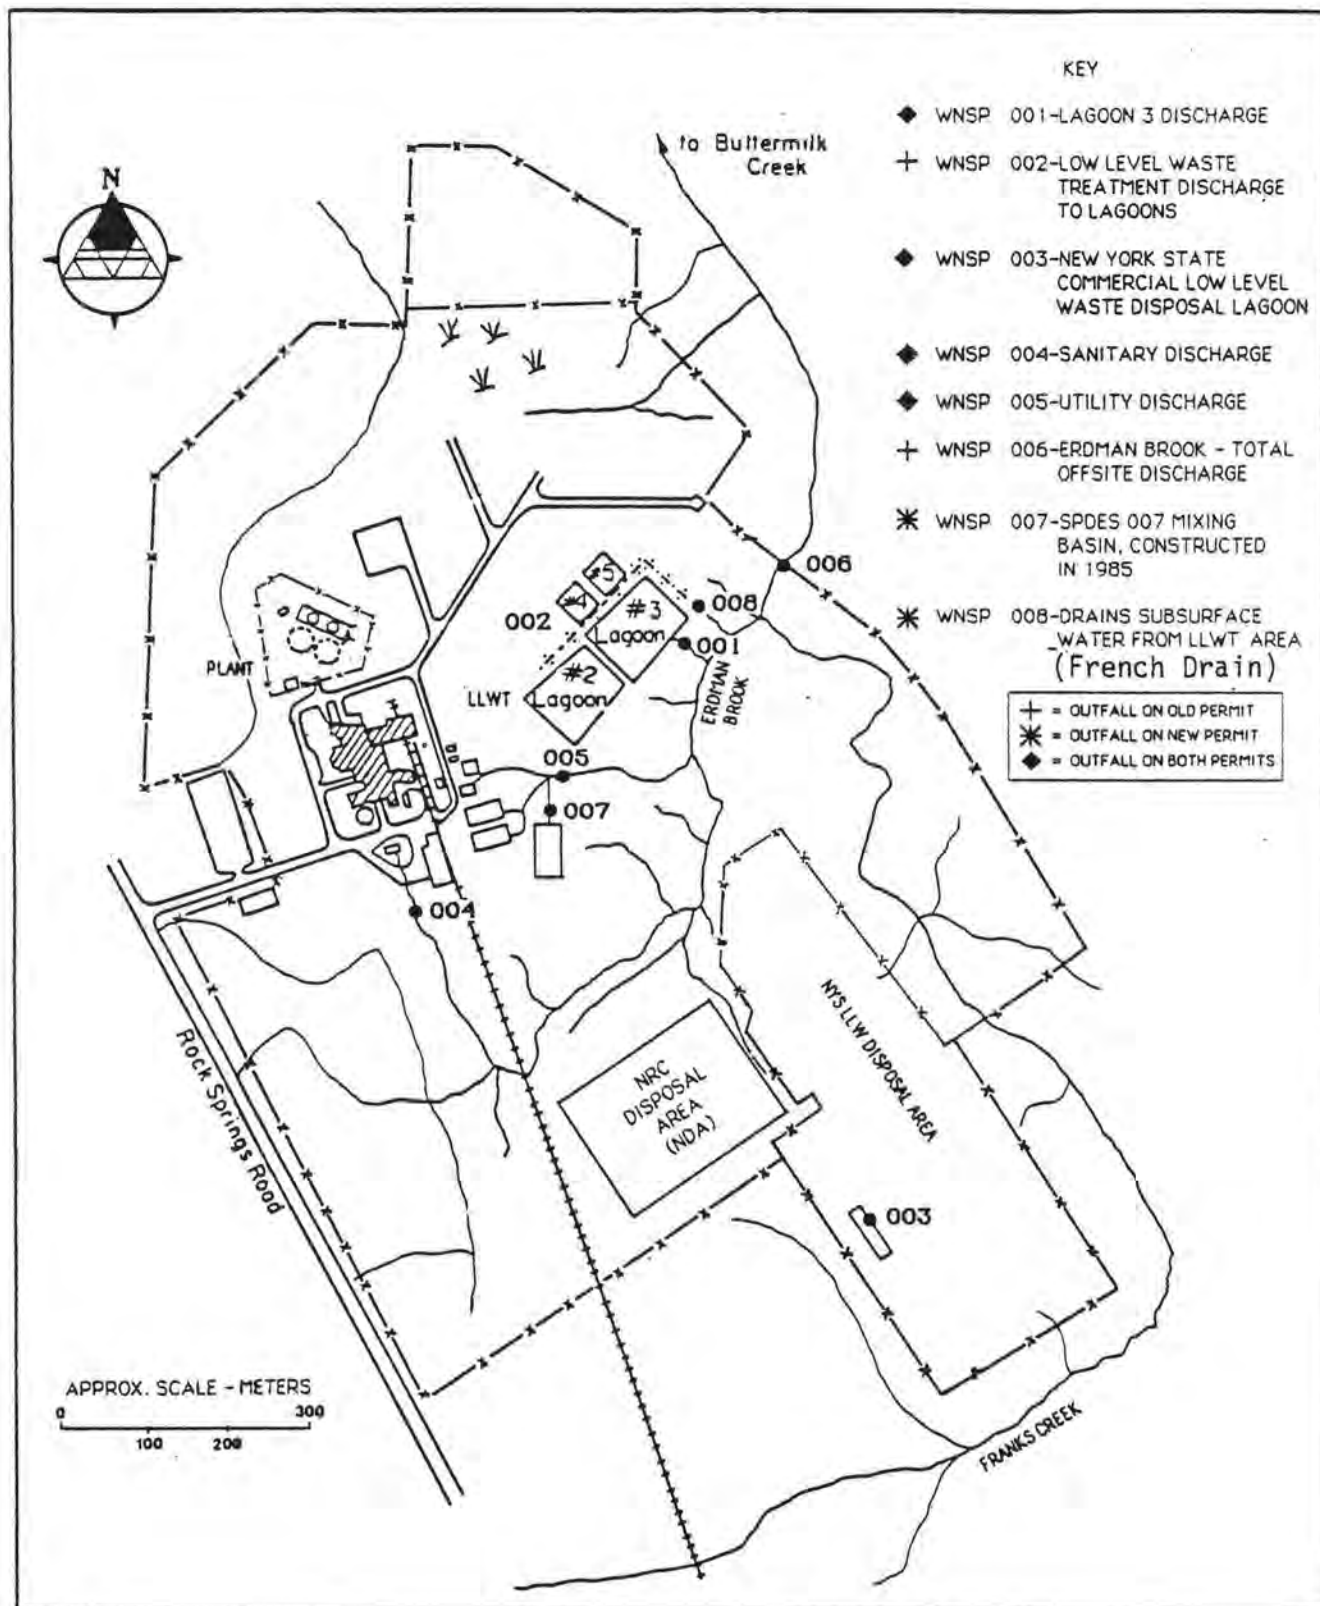 KEY
WNSP 001-LAGOON 3 DISCHARGE
WNSP 002-LOW LEVEL WASTE
TREATMENT DISCHARGE
TO LAGOONS
WNSP 003-NEW YORK STATE
COMMERCIAL LOW LEVEL
WASTE DISPOSAL LAGOON
WNSP 004-SANITARY DISCHARGE
WNSP 005-UTILITY DISCHARGE
WNSP 006-ERDMAN BROOK - TOTAL
OFFSITE DISCHARGE
WNSP 007-SPDES 007 MIXING
BASIN, CONSTRUCTED
IN 1985
WNSP 008-DRAINS SUBSURFACE
WATER FROM LLWT AREA
(French Drain)
+ = OUTFALL ON OLD PERMIT
= OUTFALL ON NEW PERMIT
◆ = OUTFALL ON BOTH PERMITS
to Buttermilk
Creek
N
006
#5
#4
002
#3
Lagoon
008
001
#2
Lagoon
LLWT
ERDMAN
BROOK
PLANT
005
007
004
NRC
DISPOSAL
AREA
(NDA)
NYS LLW DISPOSAL AREA
003
Rock Springs Road
FRANKS CREEK
APPROX. SCALE - METERS
0 300
100 200